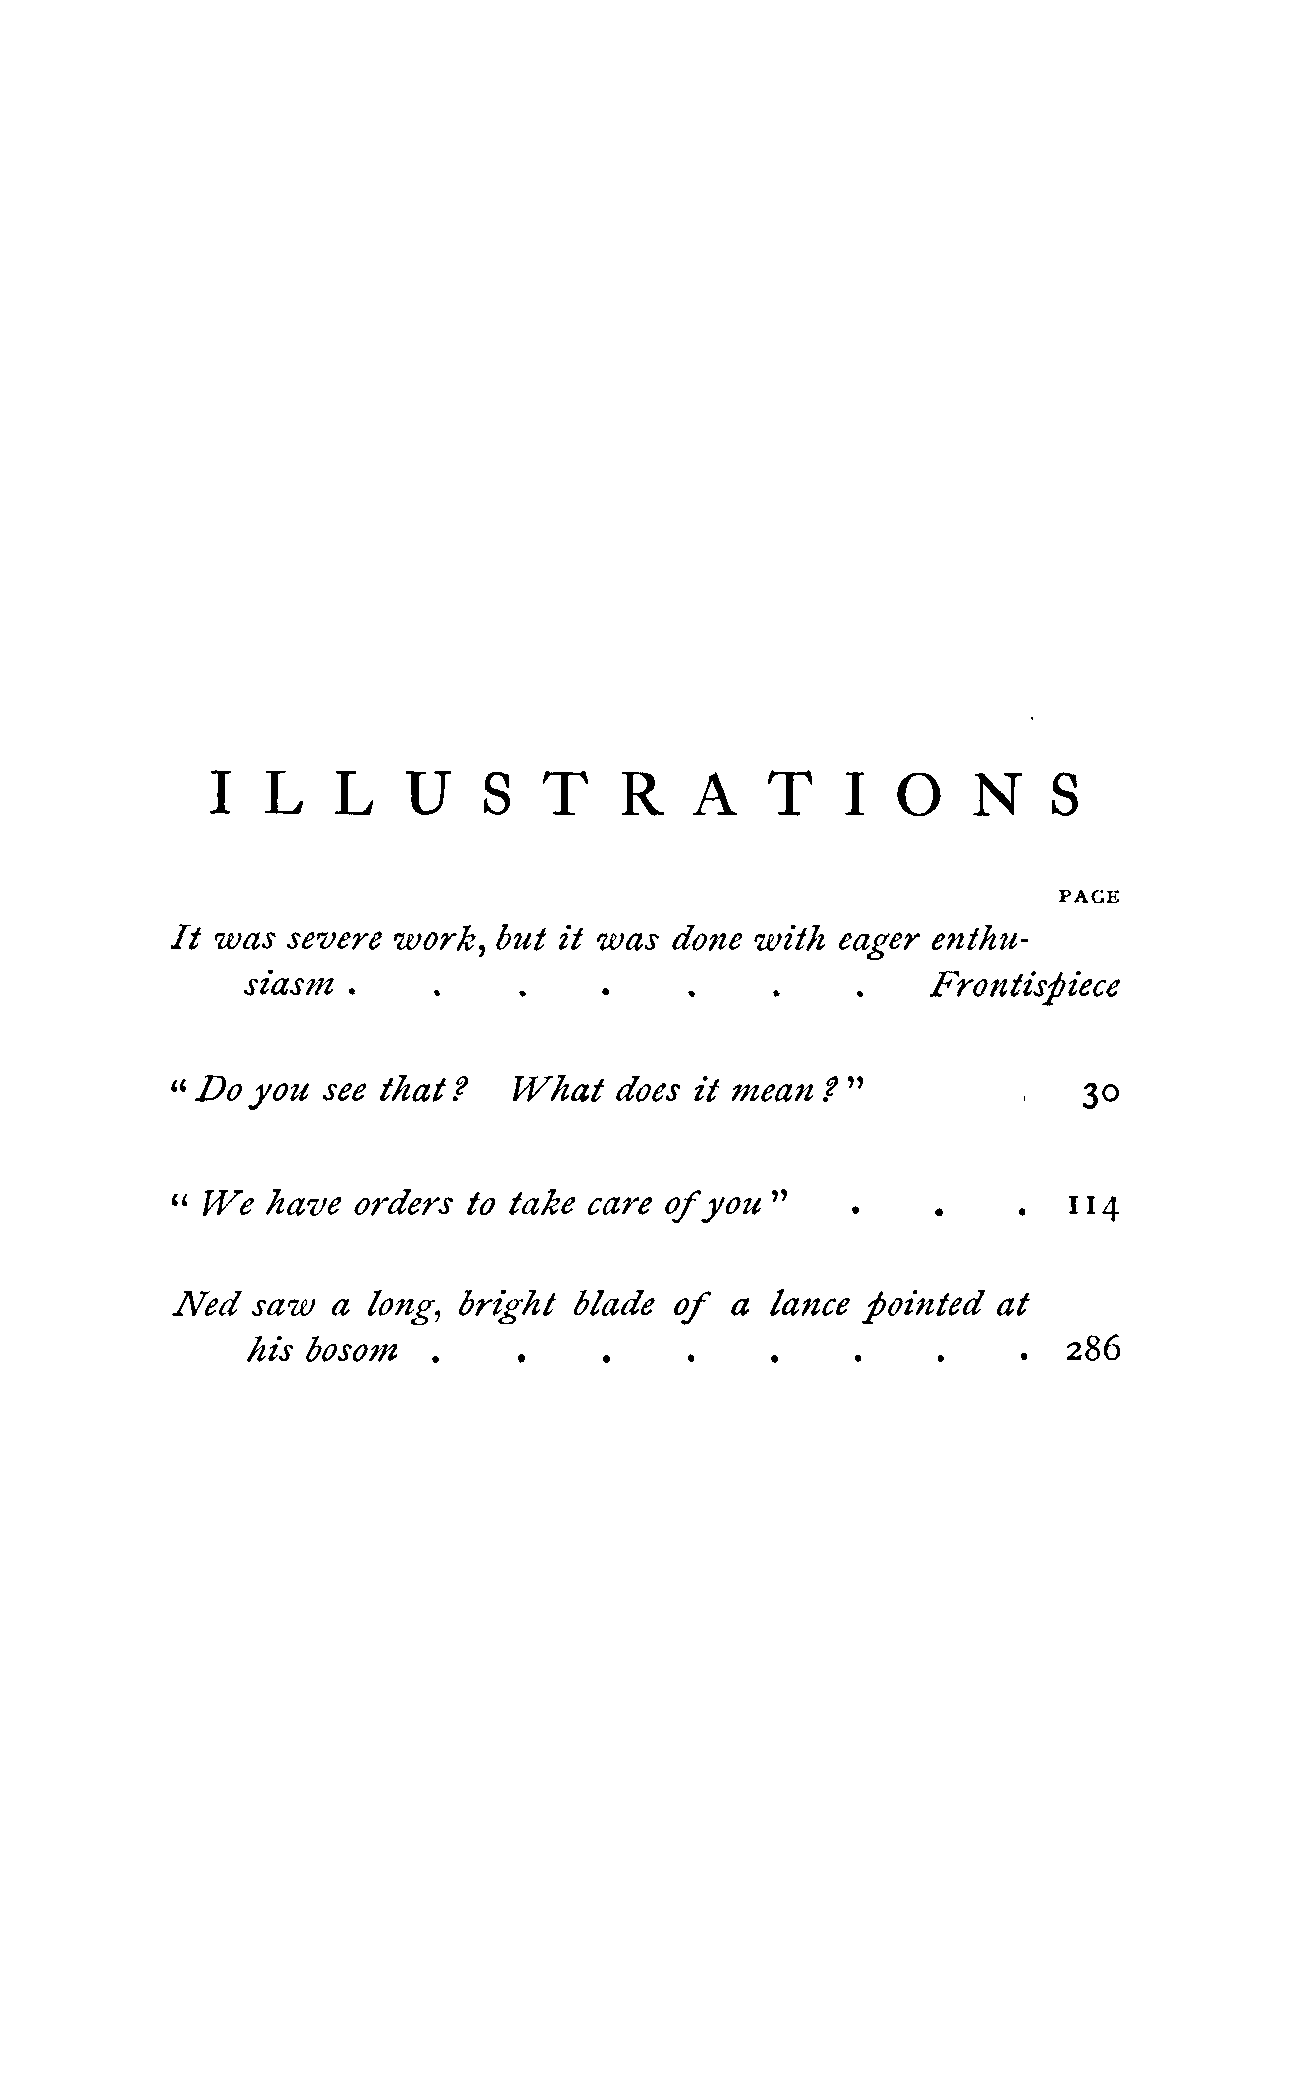 ILLUSTRATIONS
PAGE
It was severe work, but it was done with eager enthu-
siasm . . . . . . . Frontispiece
“ Do you see that ? What does it mean ? ” . 30
“ We have orders to take care of you ” . . . 114
Ned saw a long, bright blade of a lance pointed at
his bosom . . . . . . . . 286